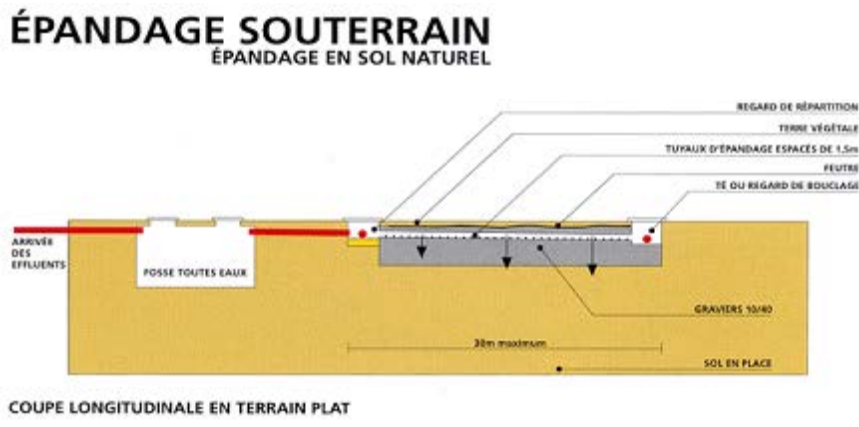 ÉPANDAGE SOUTERRAIN
ÉPANDAGE EN SOL NATUREL
REGARD DE RÉPARTITION
TERRE VÉGÉTALE
TUYAUX D'ÉPANDAGE ESPACÉS DE 1,5m
FEUTRE
TÉ OU REGARD DE BOUCLAGE
ARRIVÉE
DES
EFFLUENTS
FOSSE TOUTES EAUX
GRAVIERS 10/40
30m maximum
SOL EN PLACE
COUPE LONGITUDINALE EN TERRAIN PLAT